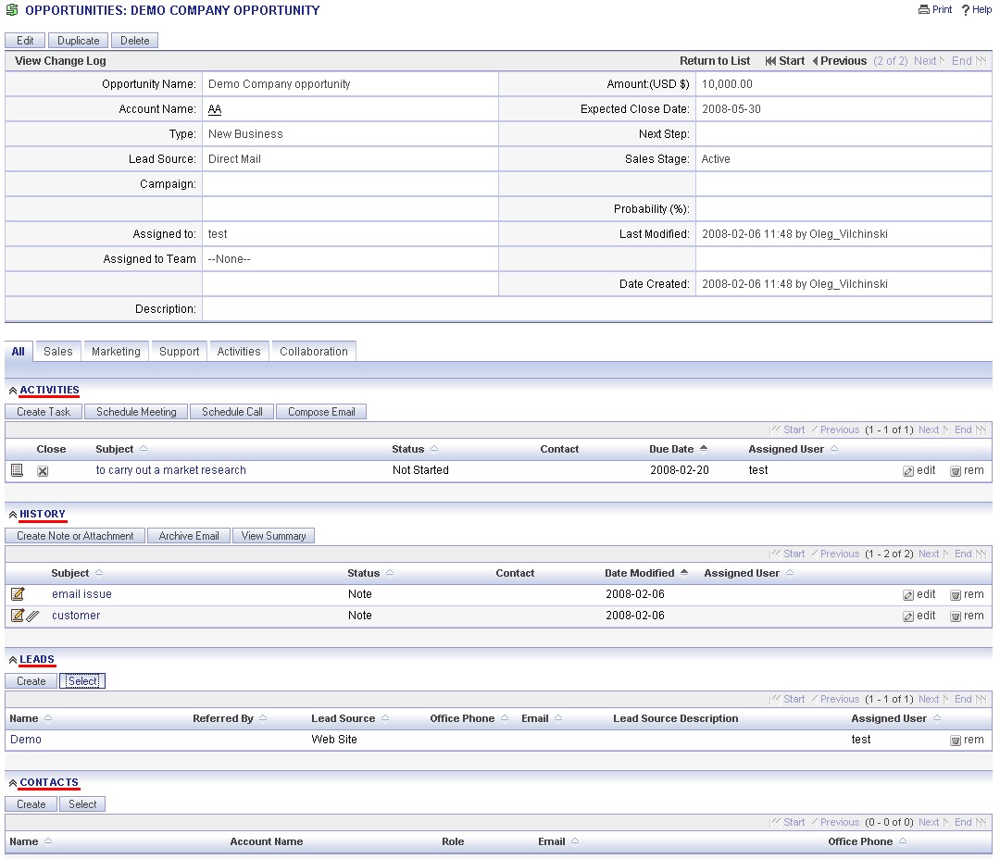 OPPORTUNITIES: DEMO COMPANY OPPORTUNITY Print ? Help
Edit Duplicate Delete
View Change Log Return to List Start Previous (2 of 2) Next End
Opportunity Name: Demo Company opportunity Amount:(USD $) 10,000.00
Account Name: AA Expected Close Date: 2008-05-30
Type: New Business Next Step:
Lead Source: Direct Mail Sales Stage: Active
Campaign:
Probability (%):
Assigned to: test Last Modified: 2008-02-06 11:48 by Oleg_Vilchinski
Assigned to Team --None--
Date Created: 2008-02-06 11:48 by Oleg_Vilchinski
Description:
All Sales Marketing Support Activities Collaboration
ACTIVITIES
Create Task Schedule Meeting Schedule Call Compose Email
Start Previous (1 - 1 of 1) Next End
Close Subject Status Contact Due Date Assigned User
to carry out a market research Not Started 2008-02-20 test edit rem
HISTORY
Create Note or Attachment Archive Email View Summary
Start Previous (1 - 2 of 2) Next End
Subject Status Contact Date Modified Assigned User
email issue Note 2008-02-06 edit rem
customer Note 2008-02-06 edit rem
LEADS
Create Select
Start Previous (1 - 1 of 1) Next End
Name Referred By Lead Source Office Phone Email Lead Source Description Assigned User
Demo Web Site test rem
CONTACTS
Create Select
Start Previous (0 - 0 of 0) Next End
Name Account Name Role Email Office Phone